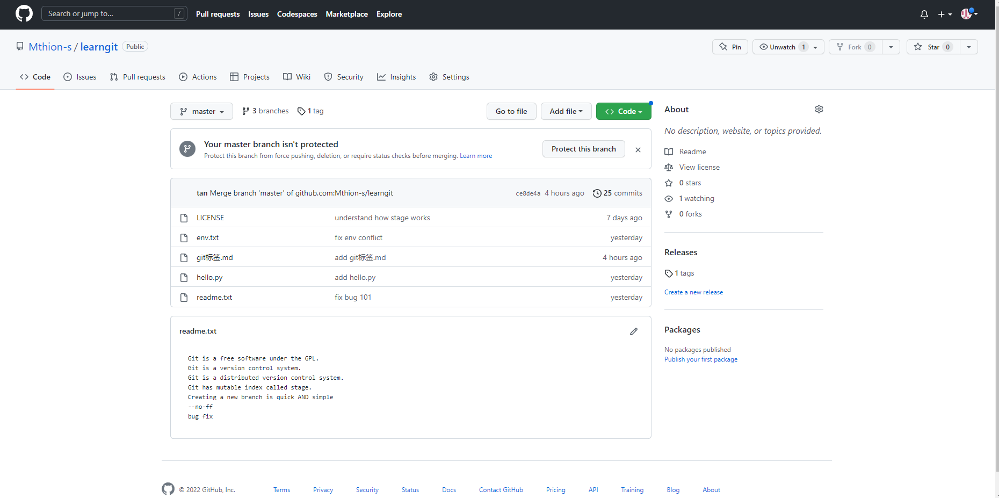 Search or jump to... /
Pull requests Issues Codespaces Marketplace Explore
Mthion-s / learngit Public
Pin Unwatch 1 Fork 0 Star 0
Code Issues Pull requests Actions Projects Wiki Security Insights Settings
master 3 branches 1 tag Go to file Add file Code
Your master branch isn't protected
Protect this branch from force pushing, deletion, or require status checks before merging. Learn more
Protect this branch
tan Merge branch 'master' of github.com:Mthion-s/learngit ce8de4a 4 hours ago 25 commits
LICENSE understand how stage works 7 days ago
env.txt fix env conflict yesterday
git标签.md add git标签.md 4 hours ago
hello.py add hello.py yesterday
readme.txt fix bug 101 yesterday
readme.txt
Git is a free software under the GPL.
Git is a version control system.
Git is a distributed version control system.
Git has mutable index called stage.
Creating a new branch is quick AND simple
--no-ff
bug fix
About
No description, website, or topics provided.
Readme
View license
0 stars
1 watching
0 forks
Releases
1 tags
Create a new release
Packages
No packages published
Publish your first package
© 2022 GitHub, Inc. Terms Privacy Security Status Docs Contact GitHub Pricing API Training Blog About